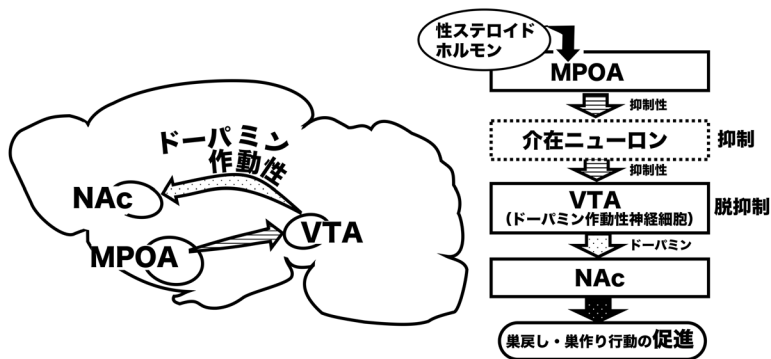 ドーパミン
作動性
NAc
MPOA
VTA
性ステロイド
ホルモン
MPOA
抑制性
介在ニューロン
抑制
抑制性
VTA
(ドーパミン作動性神経細胞)
脱抑制
ドーパミン
NAc
巣戻し・巣作り行動の促進